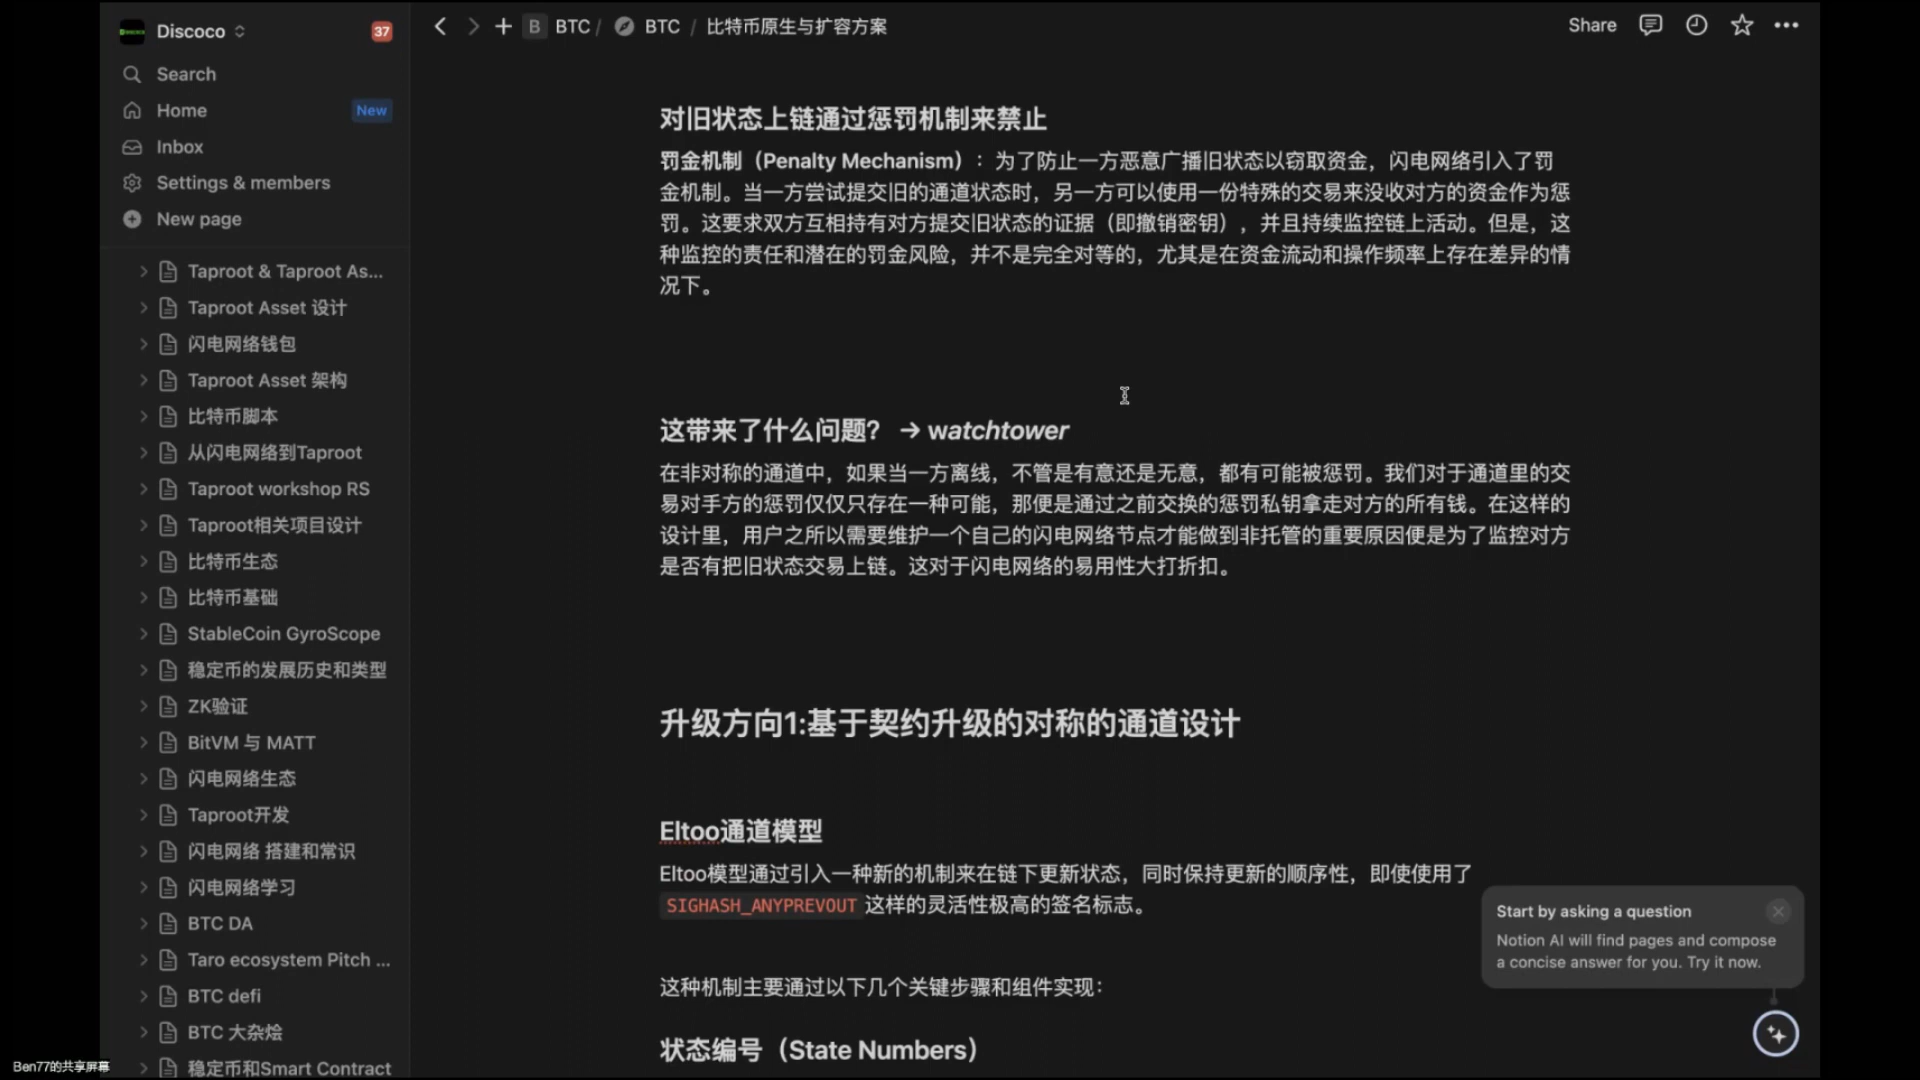 Discoco
37
Search
Home
New
Inbox
Settings & members
New page
Taproot & Taproot As...
Taproot Asset 设计
闪电网络钱包
Taproot Asset 架构
比特币脚本
从闪电网络到Taproot
Taproot workshop RS
Taproot相关项目设计
比特币生态
比特币基础
StableCoin GyroScope
稳定币的发展历史和类型
ZK验证
BitVM 与 MATT
闪电网络生态
Taproot开发
闪电网络 搭建和常识
闪电网络学习
BTC DA
Taro ecosystem Pitch ...
BTC defi
BTC 大杂烩
稳定币和Smart Contract
Ben77的共享屏幕
B BTC / BTC / 比特币原生与扩容方案
Share
对旧状态上链通过惩罚机制来禁止
罚金机制（Penalty Mechanism）：为了防止一方恶意广播旧状态以窃取资金，闪电网络引入了罚
金机制。当一方尝试提交旧的通道状态时，另一方可以使用一份特殊的交易来没收对方的资金作为惩
罚。这要求双方互相持有对方提交旧状态的证据（即撤销密钥），并且持续监控链上活动。但是，这
种监控的责任和潜在的罚金风险，并不是完全对等的，尤其是在资金流动和操作频率上存在差异的情
况下。
这带来了什么问题？ → watchtower
在非对称的通道中，如果当一方离线，不管是有意还是无意，都有可能被惩罚。我们对于通道里的交
易对手方的惩罚仅仅只存在一种可能，那便是通过之前交换的惩罚私钥拿走对方的所有钱。在这样的
设计里，用户之所以需要维护一个自己的闪电网络节点才能做到非托管的重要原因便是为了监控对方
是否有把旧状态交易上链。这对于闪电网络的易用性大打折扣。
升级方向1:基于契约升级的对称的通道设计
Eltoo通道模型
Eltoo模型通过引入一种新的机制来在链下更新状态，同时保持更新的顺序性，即使使用了
SIGHASH_ANYPREVOUT 这样的灵活性极高的签名标志。
这种机制主要通过以下几个关键步骤和组件实现：
状态编号（State Numbers）
Start by asking a question
Notion AI will find pages and compose
a concise answer for you. Try it now.